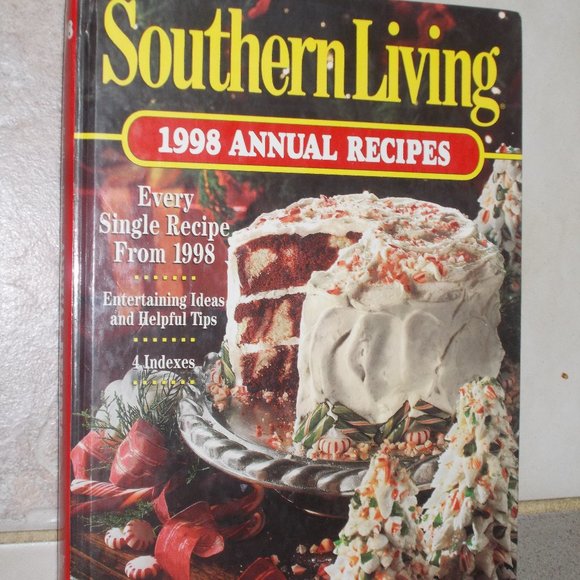 Southern Living
1998 ANNUAL RECIPES
Every
Single Recipe
From 1998
Entertaining Ideas
and Helpful Tips
4 Indexes